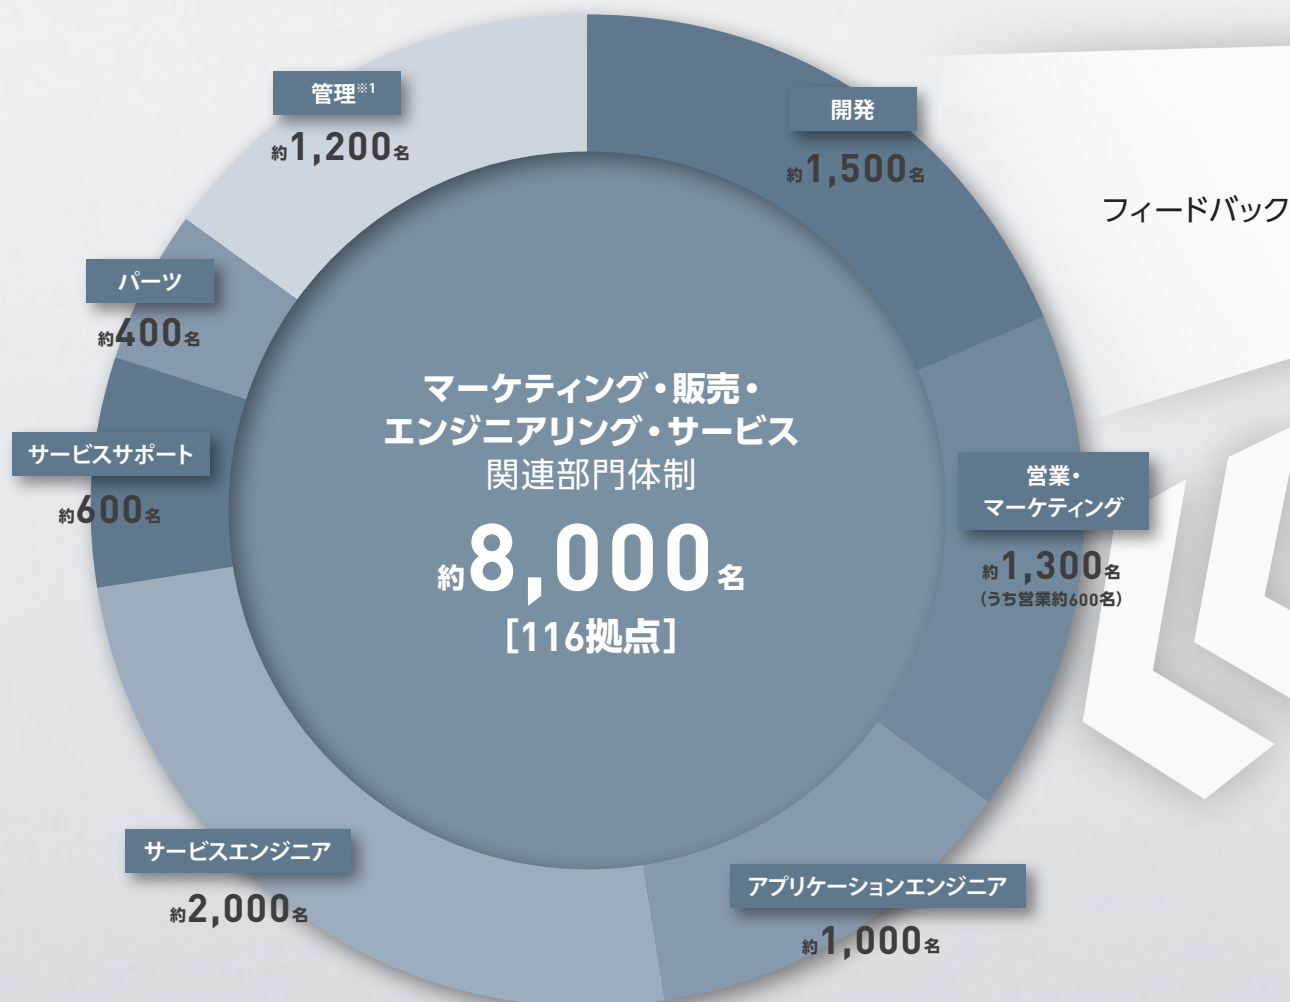 管理※1
約1,200名
開発
約1,500名
フィードバック
パーツ
約400名
マーケティング・販売・
エンジニアリング・サービス
関連部門体制
約8,000名
[116拠点]
サービスサポート
約600名
営業・
マーケティング
約1,300名
(うち営業約600名)
サービスエンジニア
約2,000名
アプリケーションエンジニア
約1,000名